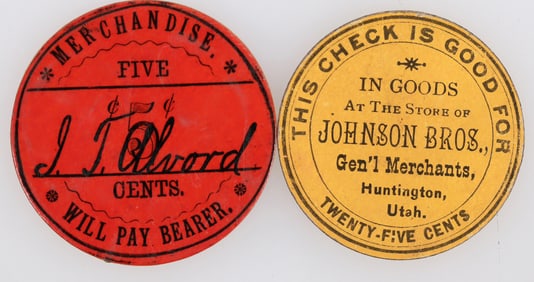 MERCHANDISE.
FIVE
¢ 5 ¢
J. T. Alvord
CENTS.
WILL PAY BEARER.
THIS CHECK IS GOOD FOR
IN GOODS
AT THE STORE OF
JOHNSON BROS.,
Gen'l Merchants,
Huntington,
Utah.
TWENTY-FIVE CENTS